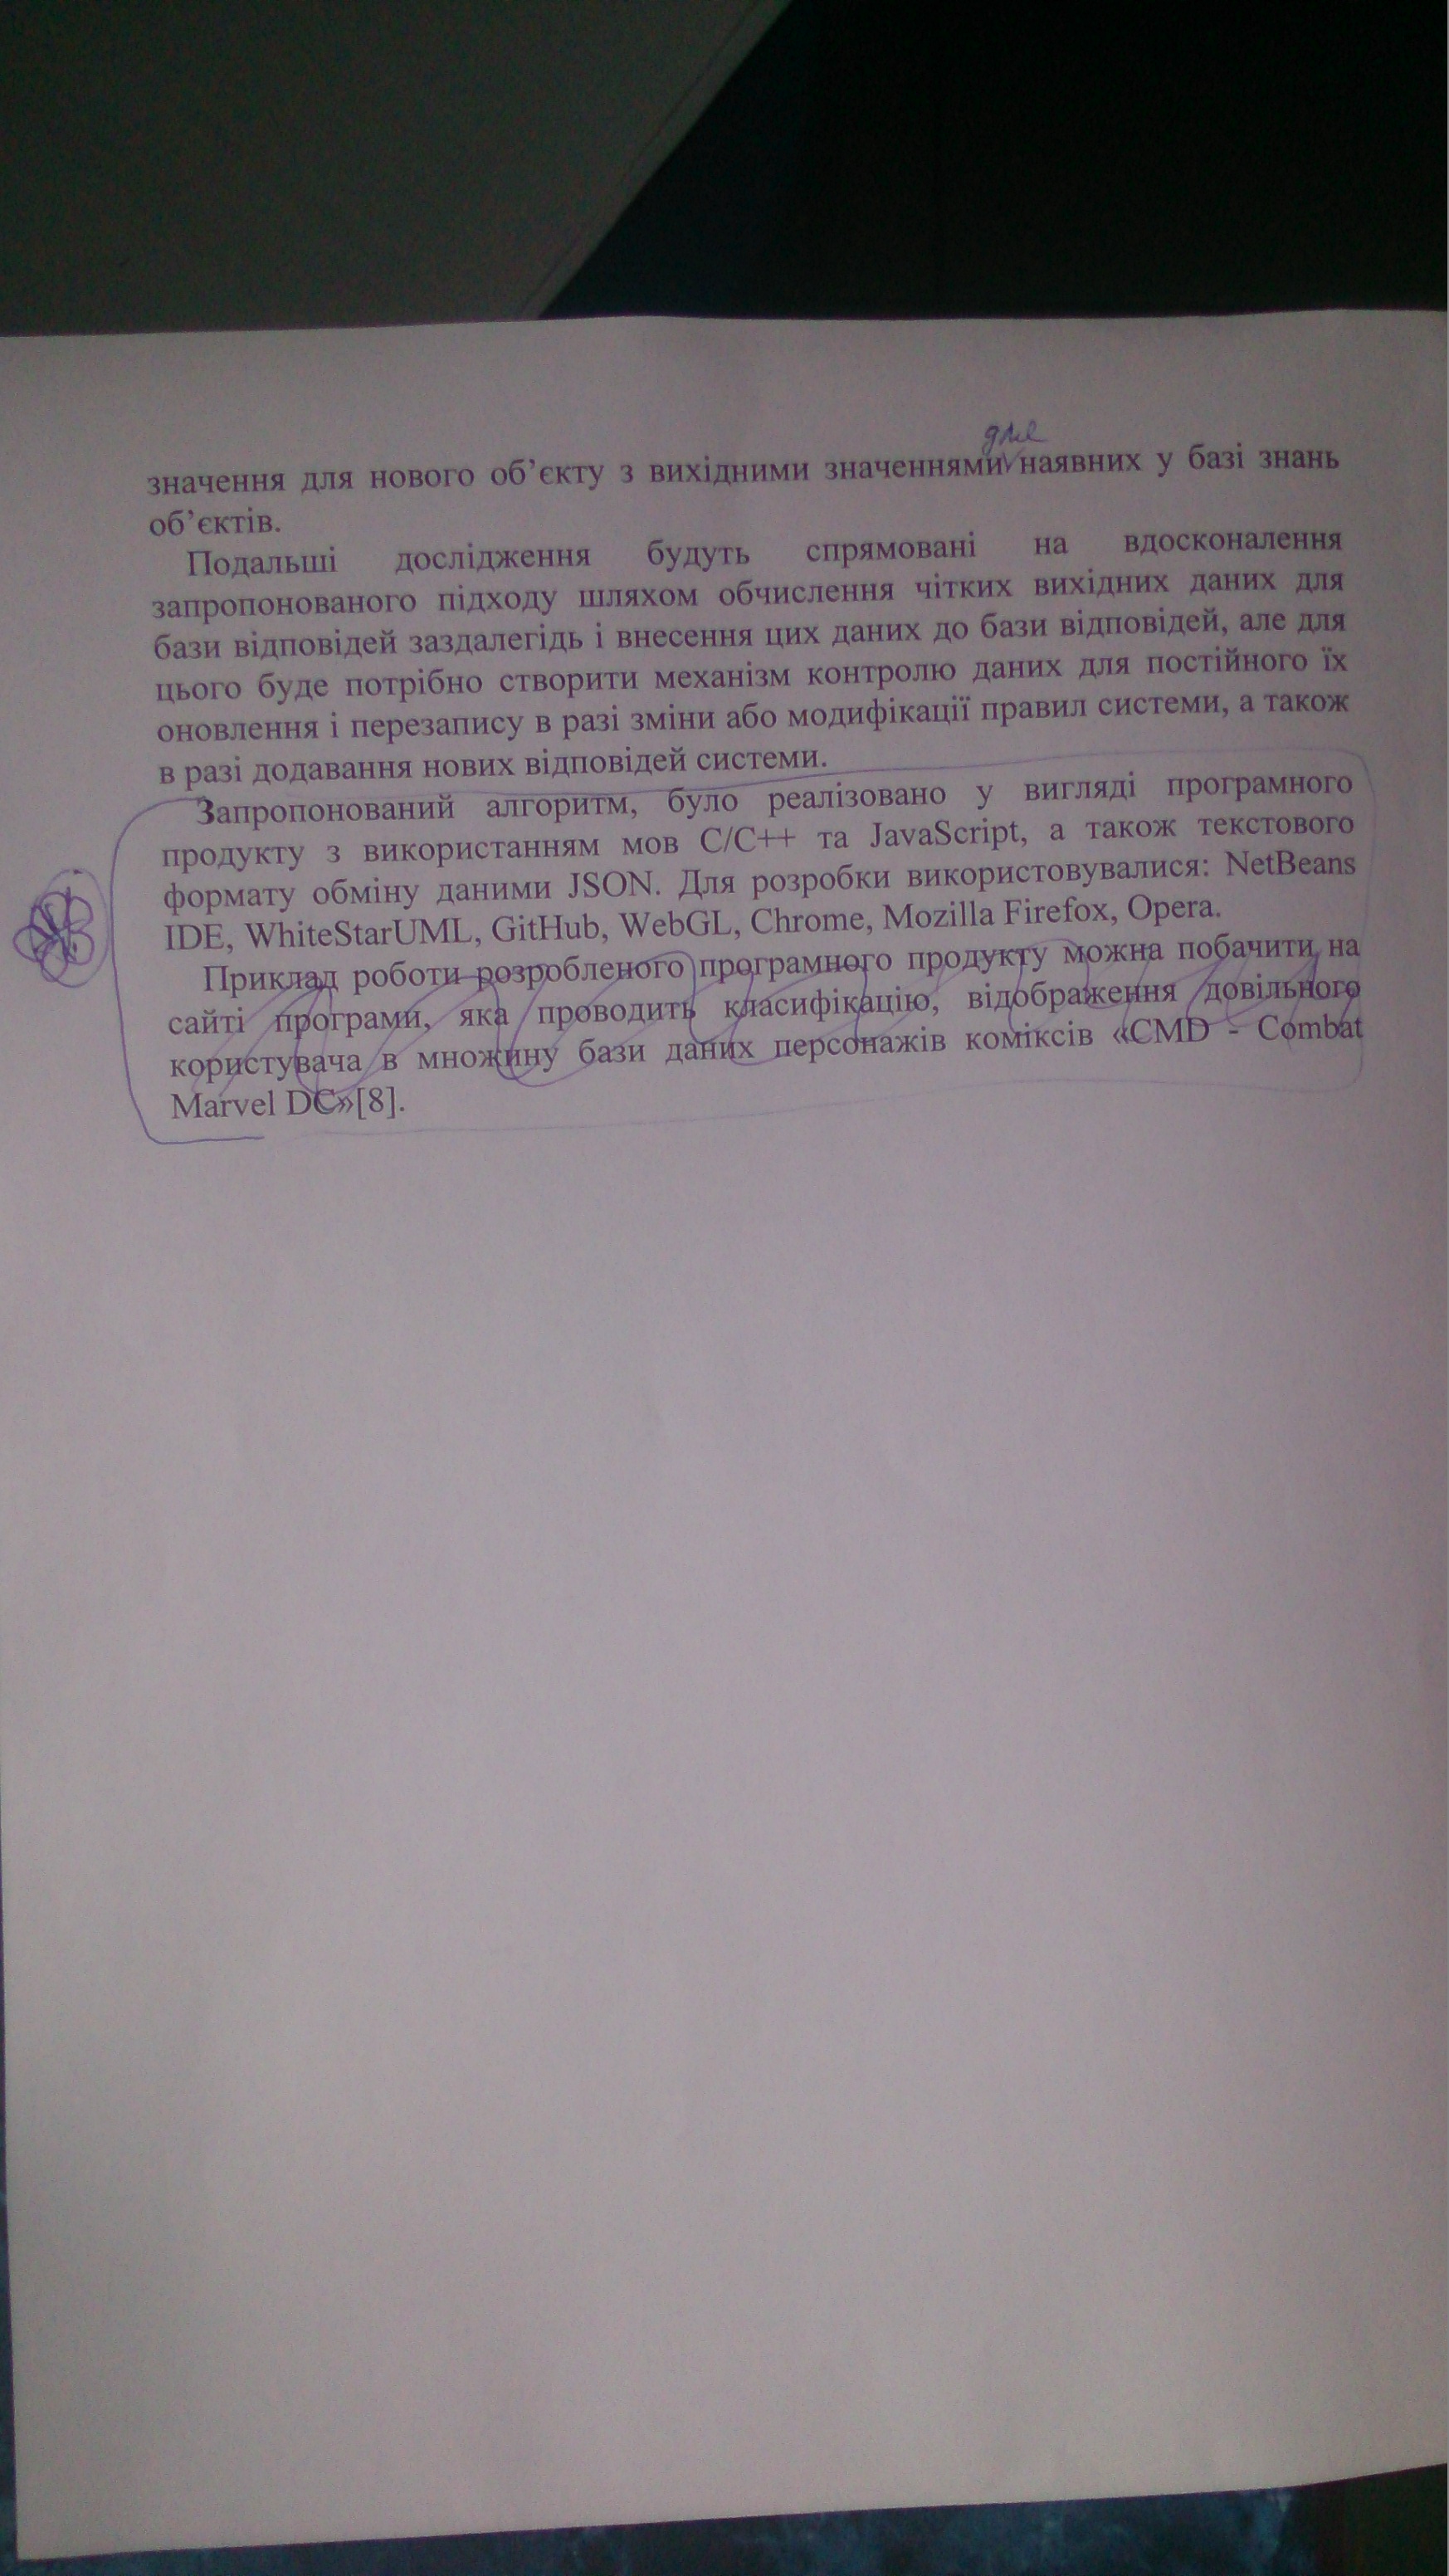 для
значення для нового об’єкту з вихідними значеннями наявних у базі знань
об’єктів.
Подальші дослідження будуть спрямовані на вдосконалення
запропонованого підходу шляхом обчислення чітких вихідних даних для
бази відповідей заздалегідь і внесення цих даних до бази відповідей, але для
цього буде потрібно створити механізм контролю даних для постійного їх
оновлення і перезапису в разі зміни або модифікації правил системи, а також
в разі додавання нових відповідей системи.
Запропонований алгоритм, було реалізовано у вигляді програмного
продукту з використанням мов C/C++ та JavaScript, а також текстового
формату обміну даними JSON. Для розробки використовувалися: NetBeans
IDE, WhiteStarUML, GitHub, WebGL, Chrome, Mozilla Firefox, Opera.
Приклад роботи розробленого програмного продукту можна побачити на
сайті програми, яка проводить класифікацію, відображення довільного
користувача в множину бази даних персонажів коміксів «CMD - Combat
Marvel DC»[8].